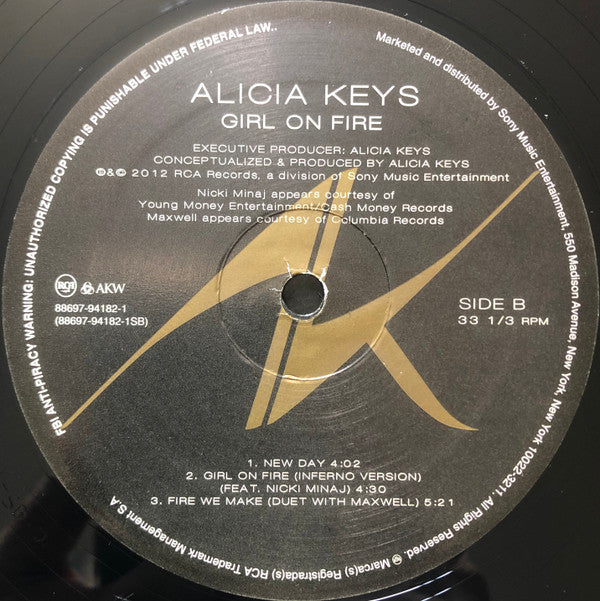 ALICIA KEYS
GIRL ON FIRE
EXECUTIVE PRODUCER: ALICIA KEYS
CONCEPTUALIZED & PRODUCED BY ALICIA KEYS
℗&© 2012 RCA Records, a division of Sony Music Entertainment
Nicki Minaj appears courtesy of
Young Money Entertainment/Cash Money Records
Maxwell appears courtesy of Columbia Records
RCA AKW
88697-94182-1
(88697-94182-1SB)
SIDE B
33 1/3 RPM
1. NEW DAY 4:02
2. GIRL ON FIRE (INFERNO VERSION)
(FEAT. NICKI MINAJ) 4:30
3. FIRE WE MAKE (DUET WITH MAXWELL) 5:21
FBI ANTI-PIRACY WARNING: UNAUTHORIZED COPYING IS PUNISHABLE UNDER FEDERAL LAW..
Marketed and distributed by Sony Music Entertainment, 550 Madison Avenue, New York, New York 10022-3211. All Rights Reserved. ® Marca(s) Registrada(s) RCA Trademark Management S.A